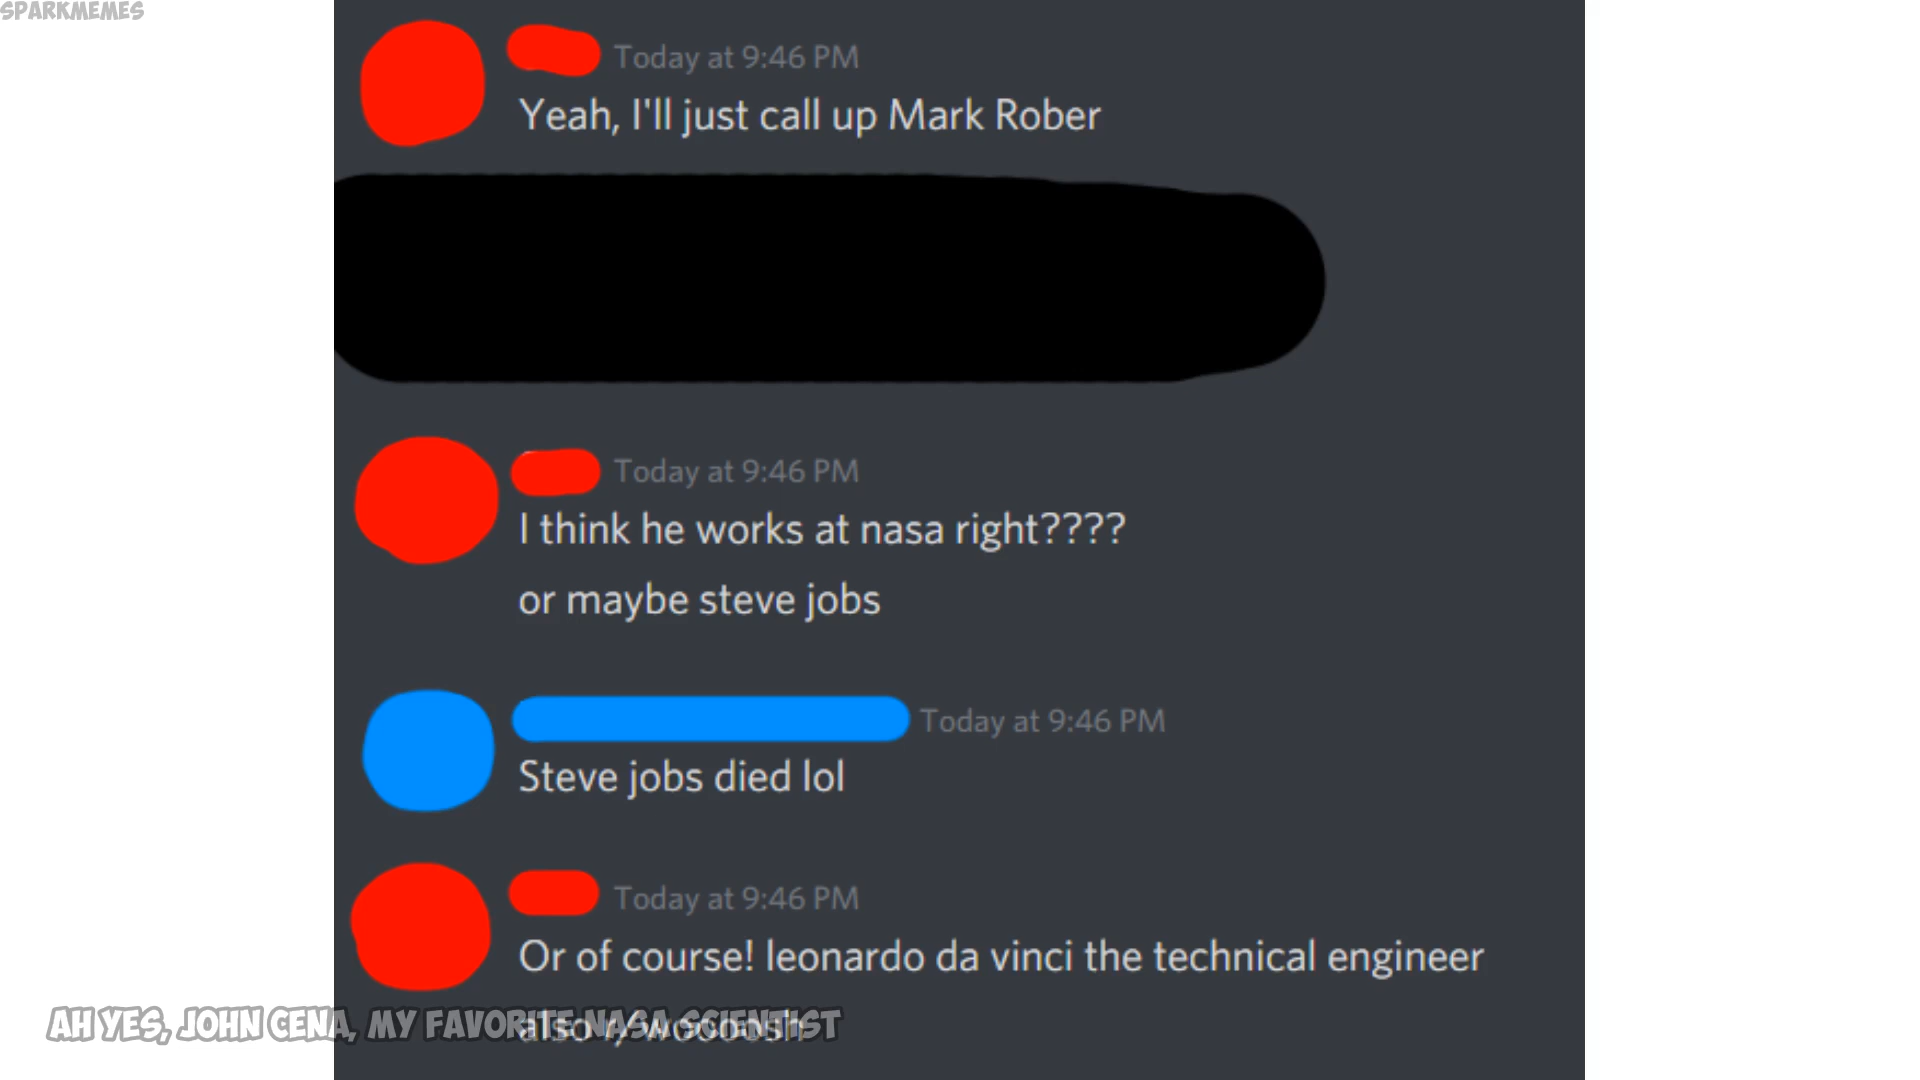 SPARKMEMES
Today at 9:46 PM
Yeah, I'll just call up Mark Rober
Today at 9:46 PM
I think he works at nasa right????
or maybe steve jobs
Today at 9:46 PM
Steve jobs died lol
Today at 9:46 PM
Or of course! leonardo da vinci the technical engineer
also r/woooosh
AH YES, JOHN CENA, MY FAVORITE NASA SCIENTIST